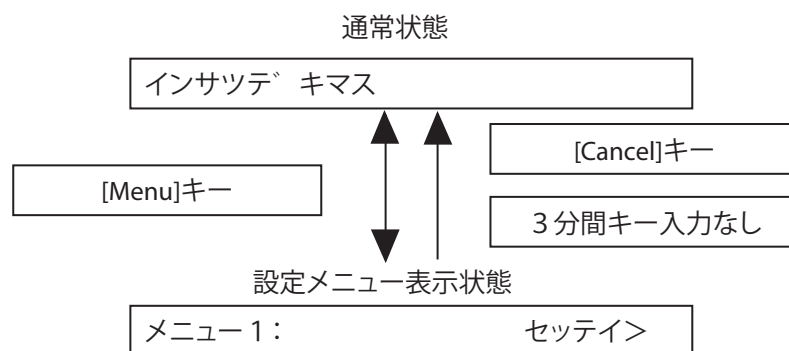 通常状態
インサツデ キマス
[Cancel]キー
[Menu]キー
3分間キー入力なし
設定メニュー表示状態
メニュー1： セッテイ＞